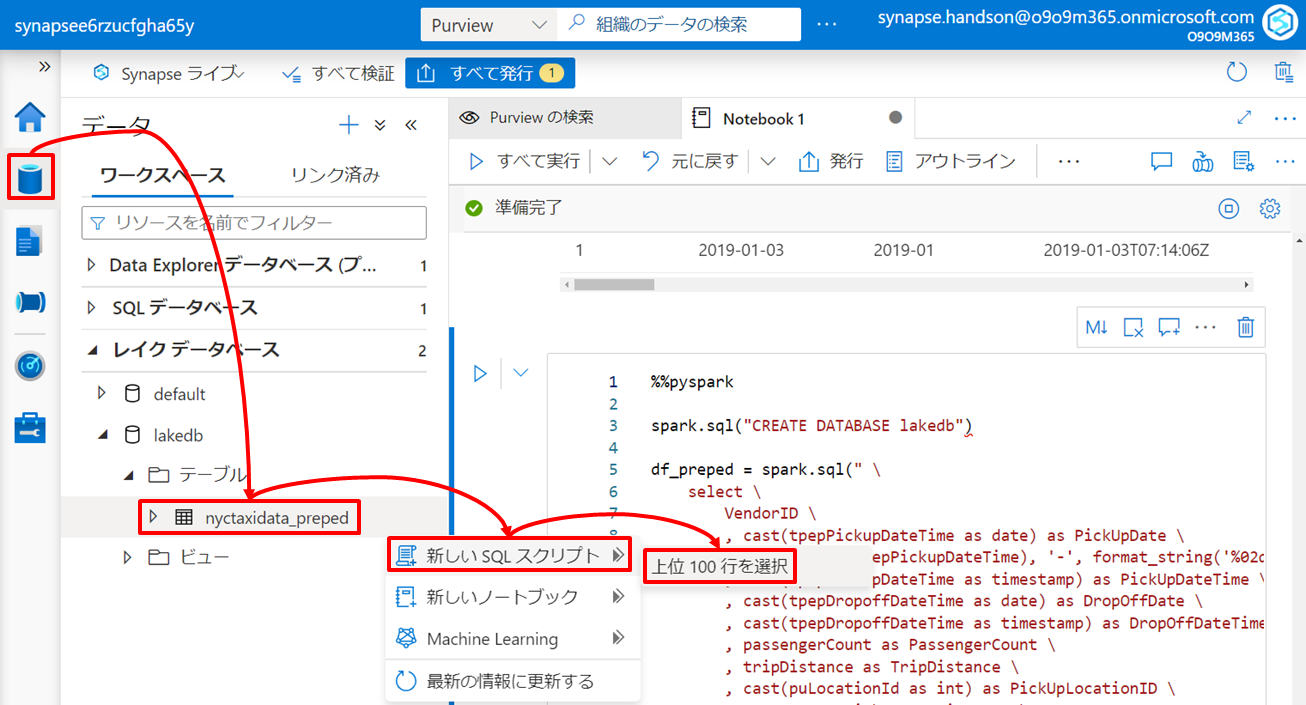 synapsee6rzucfgha65y
Purview
組織のデータの検索
synapse.handson@o9o9m365.onmicrosoft.com
O9O9M365
Synapse ライブ
すべて検証
すべて発行 1
データ
ワークスペース
リンク済み
リソースを名前でフィルター
Data Explorer データベース (プ... 1
SQL データベース 1
レイク データベース 2
default
lakedb
テーブル
nyctaxidata_preped
ビュー
新しい SQL スクリプト
新しいノートブック
Machine Learning
最新の情報に更新する
上位 100 行を選択
Purview の検索
Notebook 1
すべて実行
元に戻す
発行
アウトライン
準備完了
1 2019-01-03 2019-01 2019-01-03T07:14:06Z
M↓
1 %%pyspark
2
3 spark.sql("CREATE DATABASE lakedb")
4
5 df_preped = spark.sql(" \
6 select \
7 VendorID \
8 , cast(tpepPickupDateTime as date) as PickUpDate \
epPickupDateTime), '-', format_string('%02d
upDateTime as timestamp) as PickUpDateTime \
, cast(tpepDropoffDateTime as date) as DropOffDate \
, cast(tpepDropoffDateTime as timestamp) as DropOffDateTime
, passengerCount as PassengerCount \
, tripDistance as TripDistance \
, cast(puLocationId as int) as PickUpLocationID \